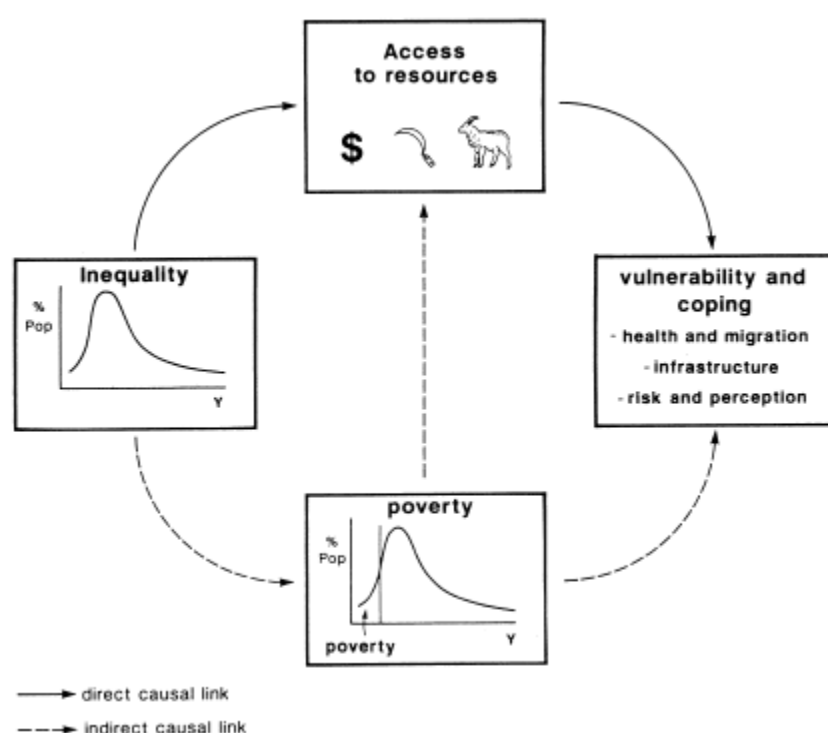 Access
to resources
$
Inequality
%
Pop
Y
vulnerability and
coping
- health and migration
- infrastructure
- risk and perception
poverty
%
Pop
poverty
Y
direct causal link
indirect causal link